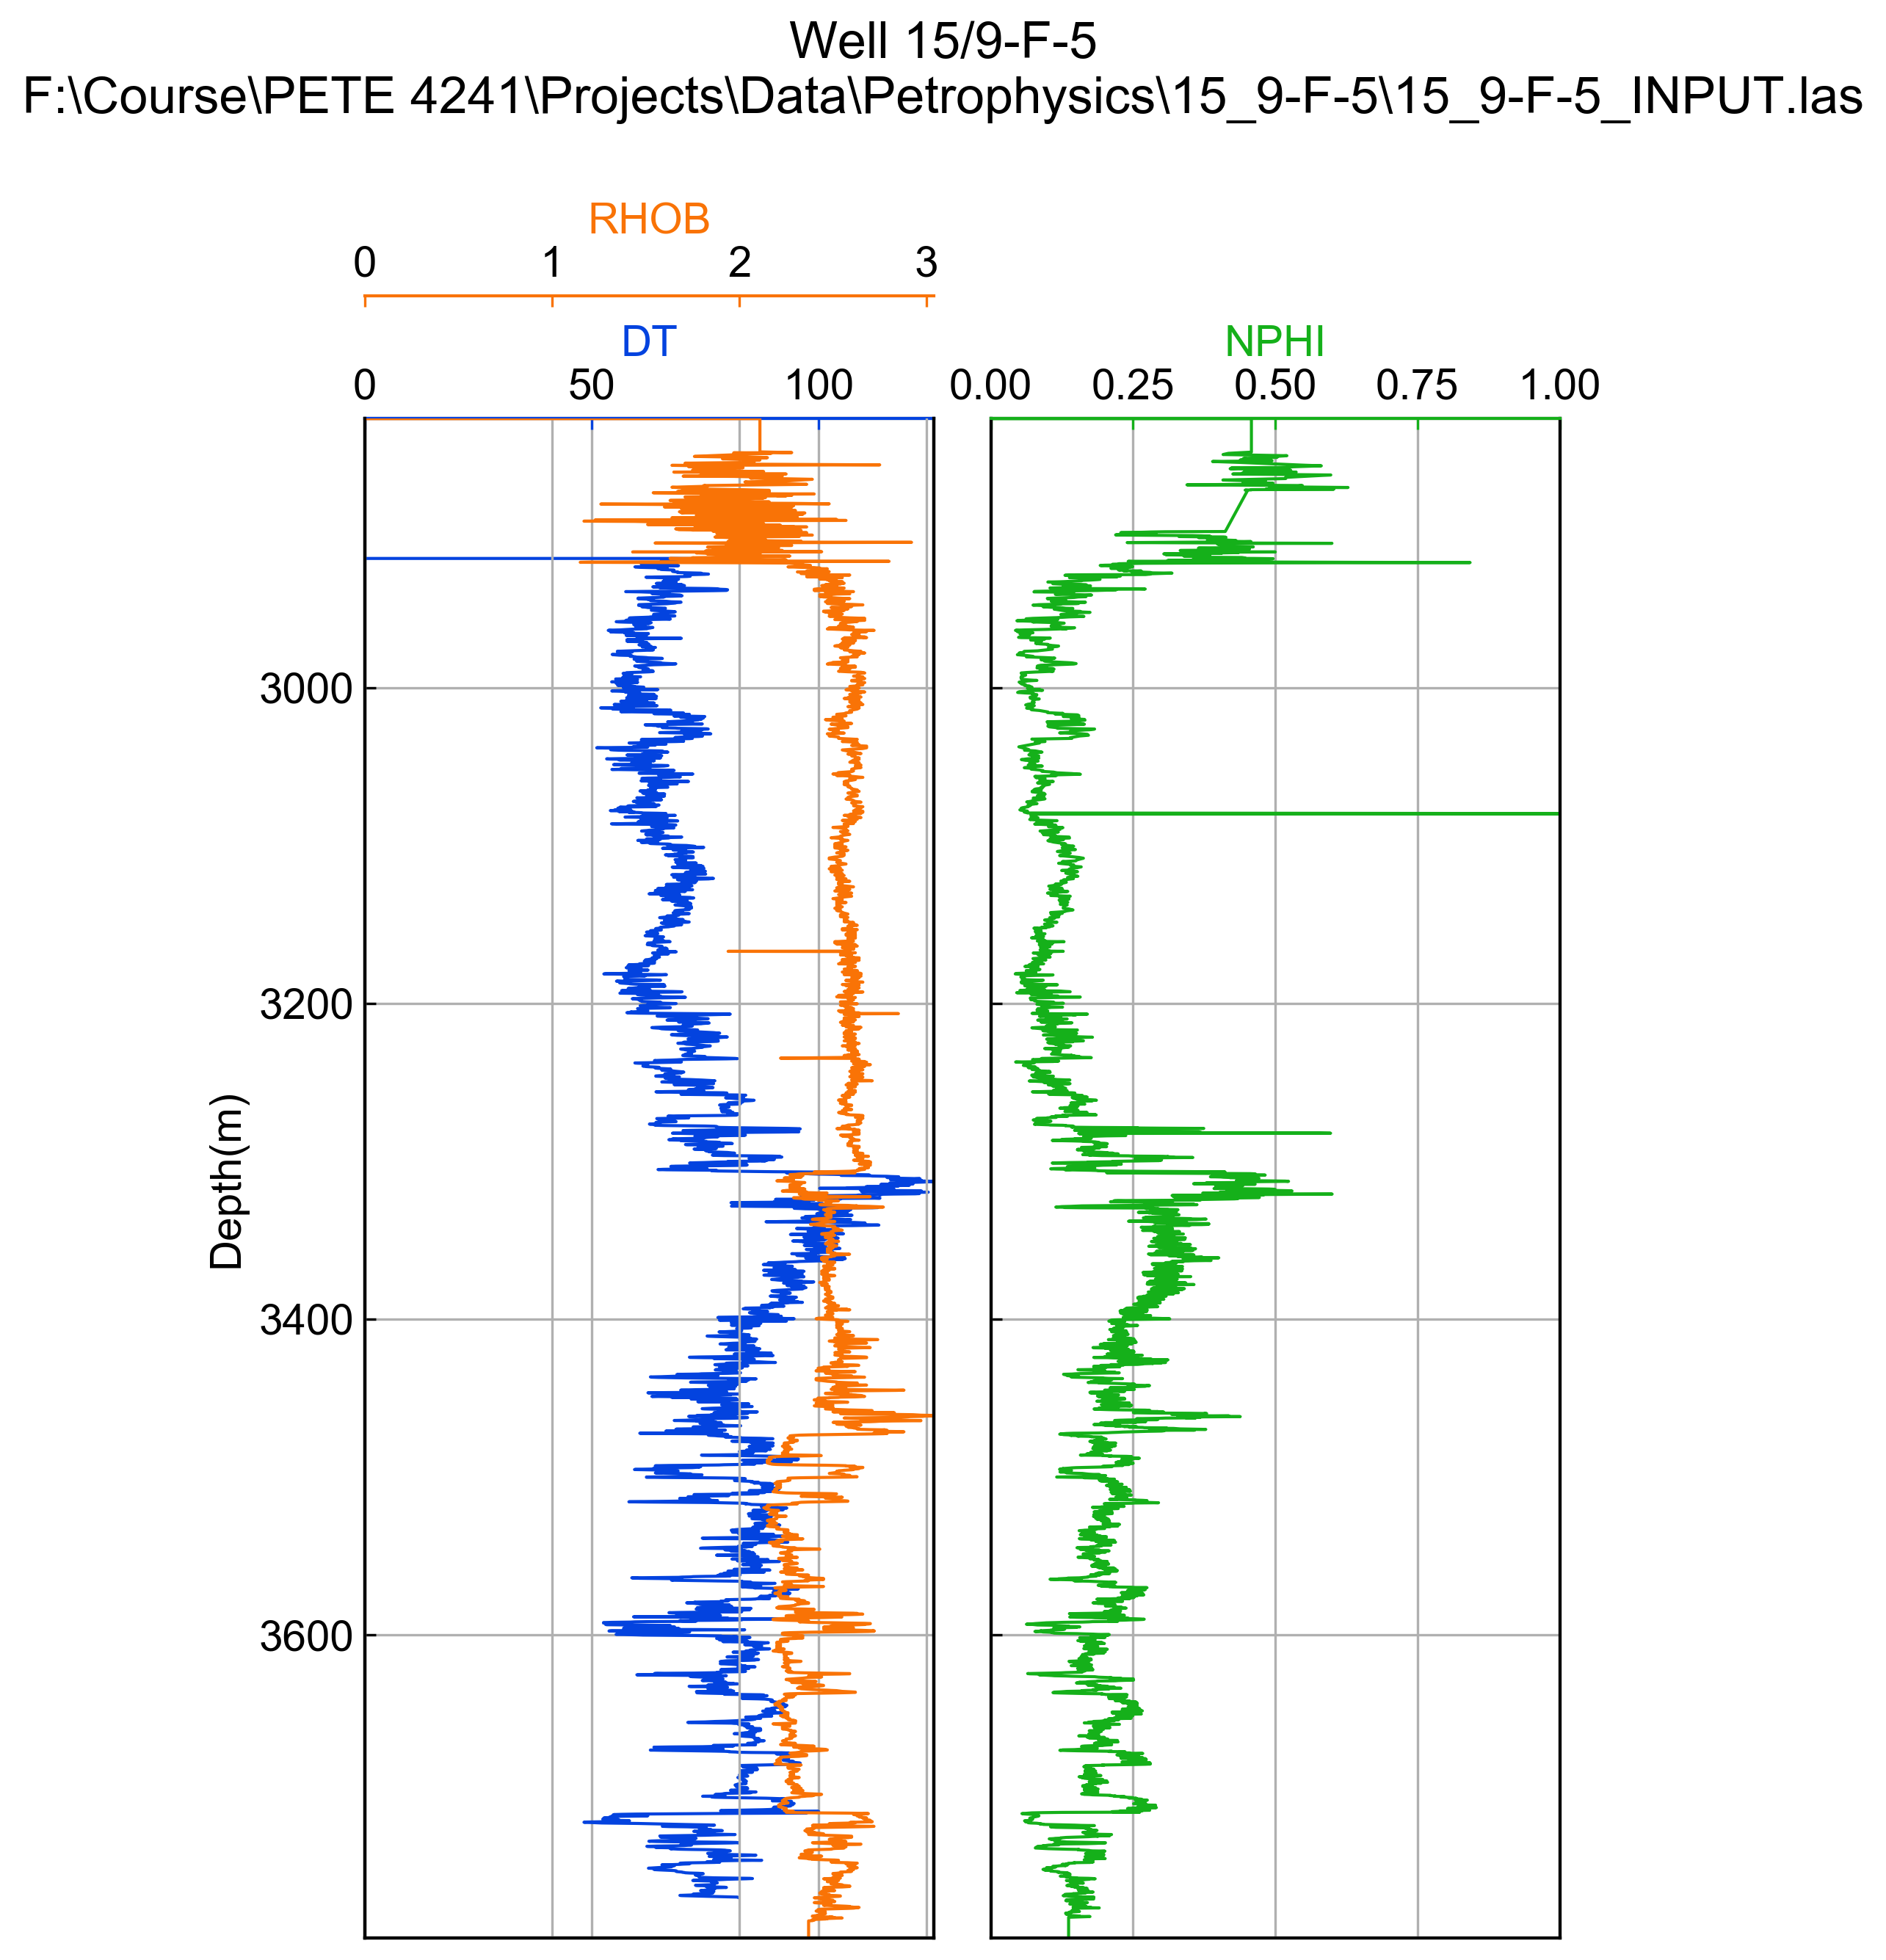 Well 15/9-F-5
F:\Course\PETE 4241\Projects\Data\Petrophysics\15_9-F-5\15_9-F-5_INPUT.las
RHOB
0 1 2 3
DT NPHI
0 50 100 0.00 0.25 0.50 0.75 1.00
3000
3200
Depth(m)
3400
3600